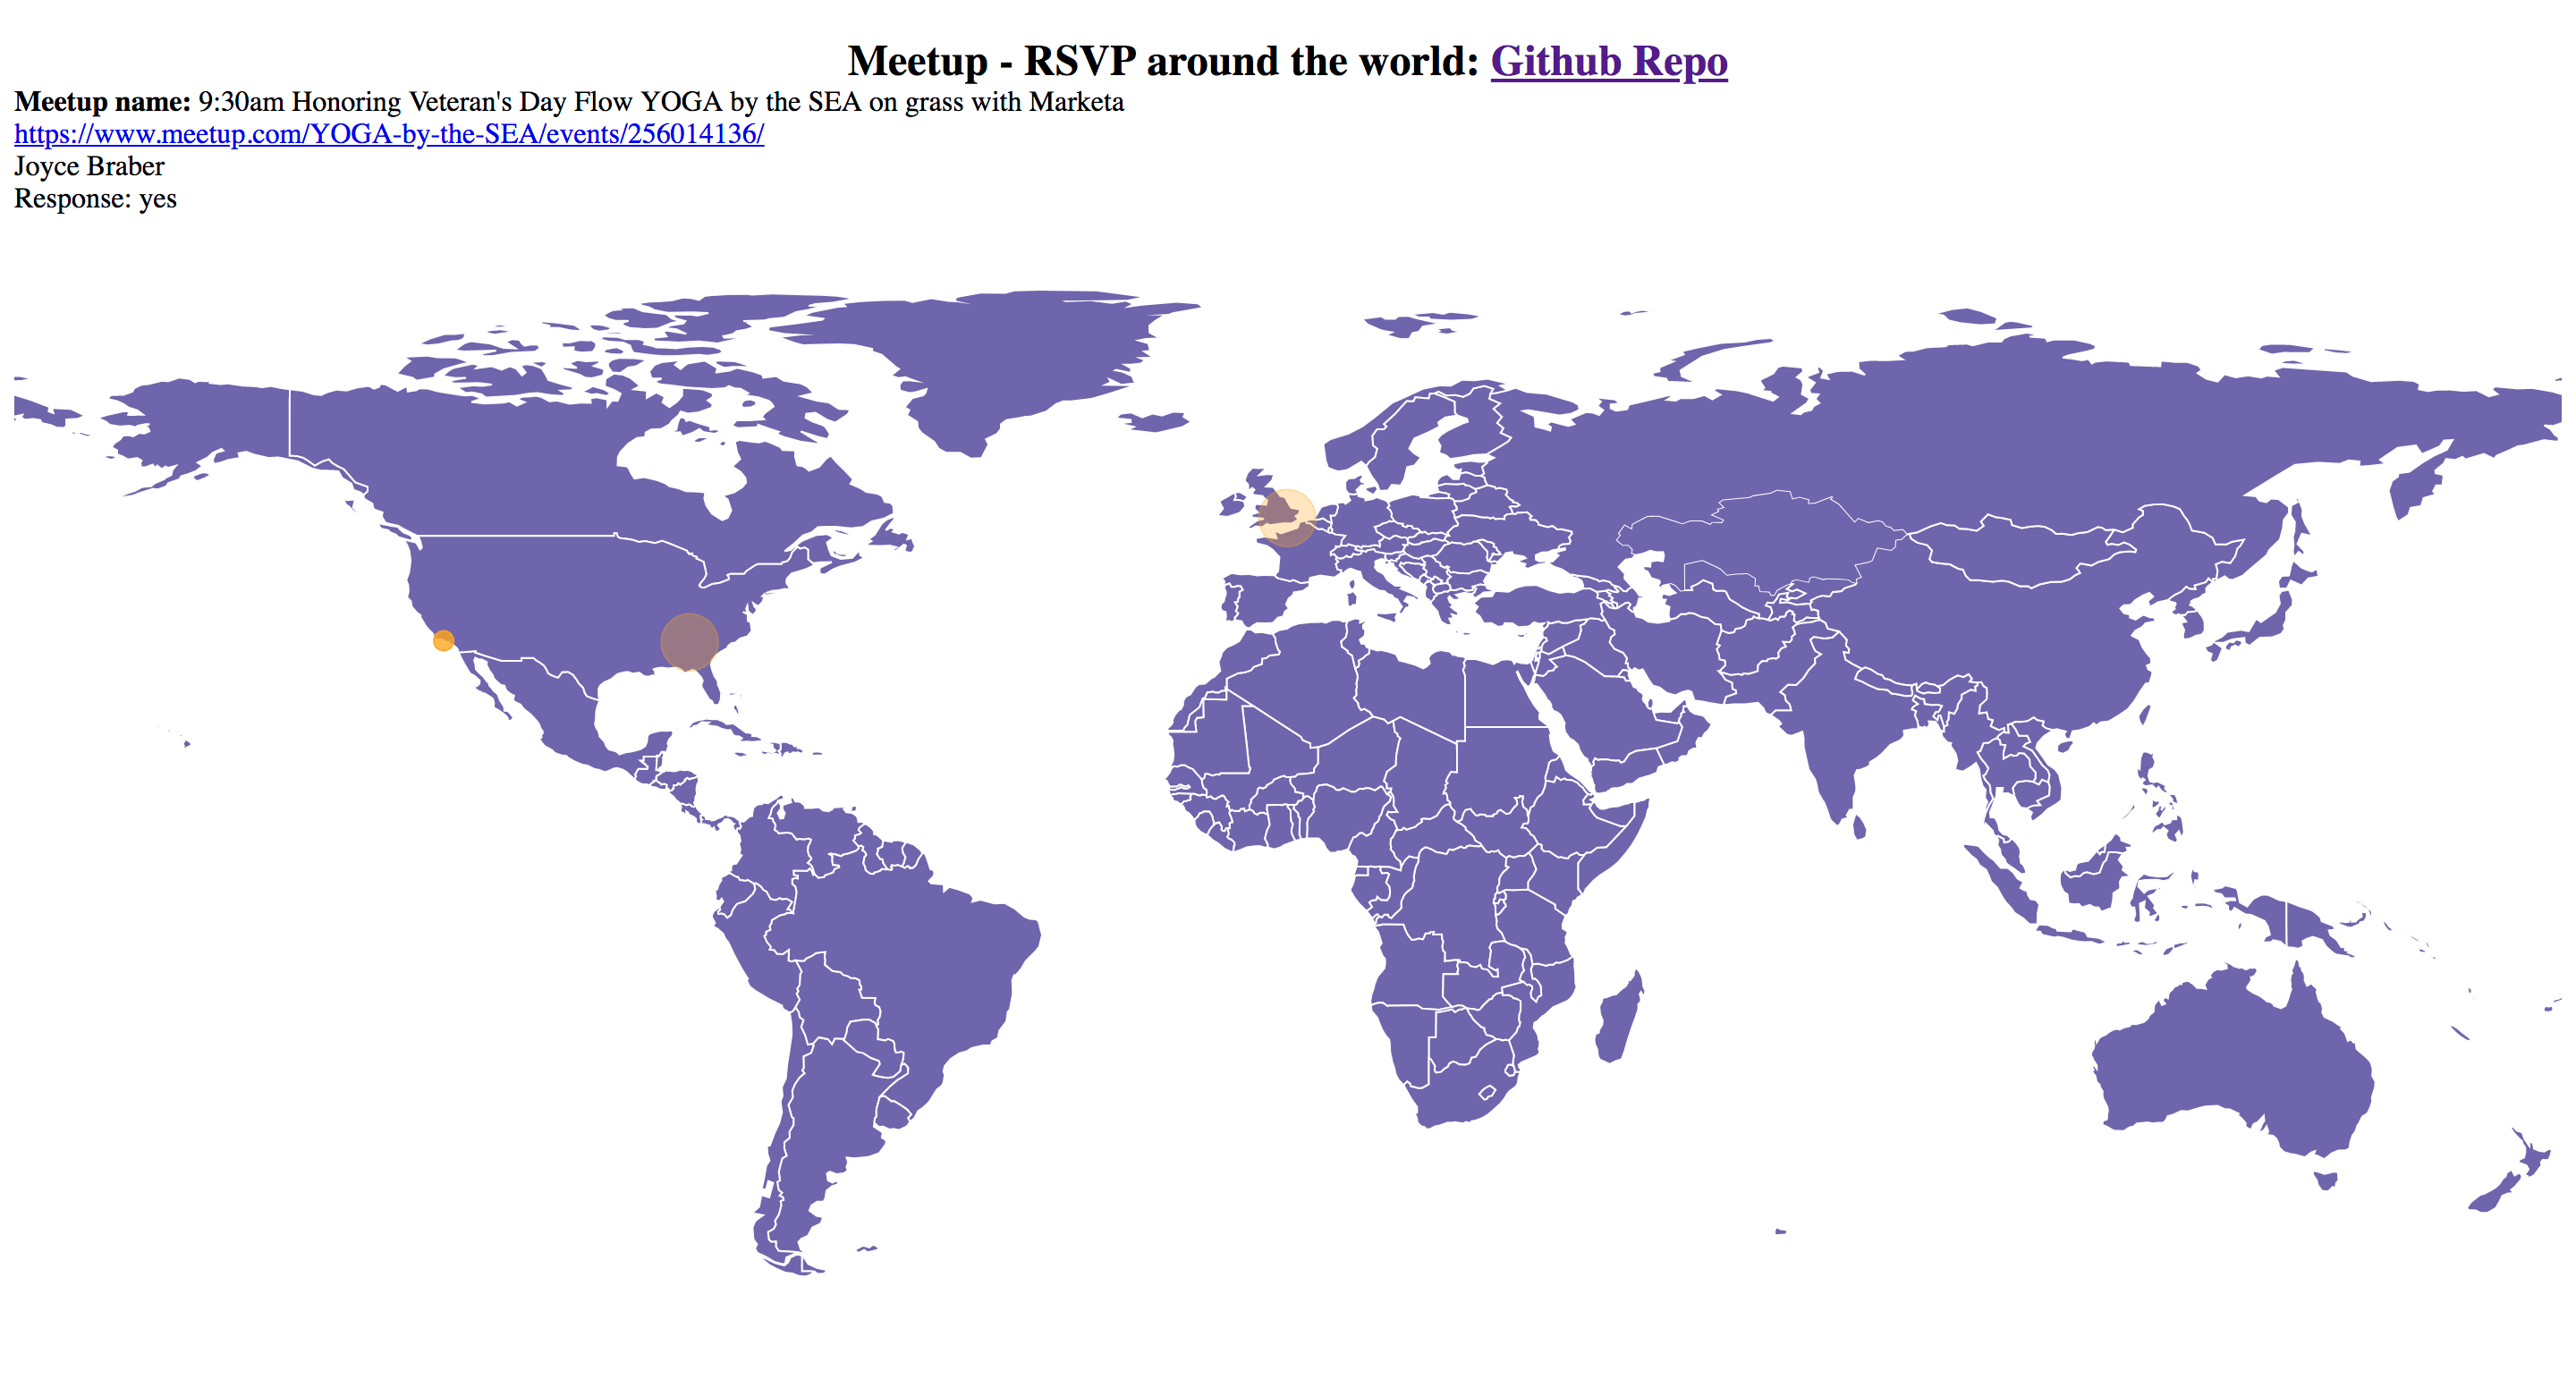 Meetup - RSVP around the world: Github Repo
Meetup name: 9:30am Honoring Veteran's Day Flow YOGA by the SEA on grass with Marketa
https://www.meetup.com/YOGA-by-the-SEA/events/256014136/
Joyce Braber
Response: yes